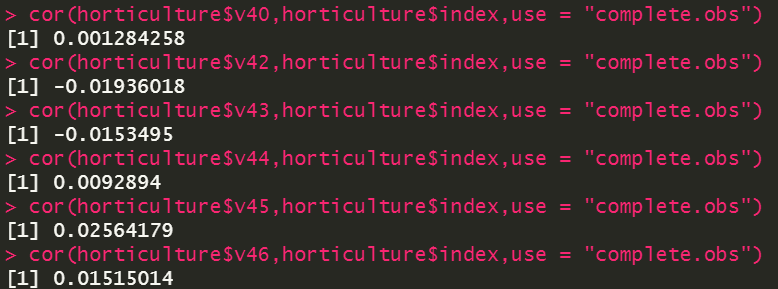 > cor(horticulture$v40,horticulture$index,use = "complete.obs")
[1] 0.001284258
> cor(horticulture$v42,horticulture$index,use = "complete.obs")
[1] -0.01936018
> cor(horticulture$v43,horticulture$index,use = "complete.obs")
[1] -0.0153495
> cor(horticulture$v44,horticulture$index,use = "complete.obs")
[1] 0.0092894
> cor(horticulture$v45,horticulture$index,use = "complete.obs")
[1] 0.02564179
> cor(horticulture$v46,horticulture$index,use = "complete.obs")
[1] 0.01515014